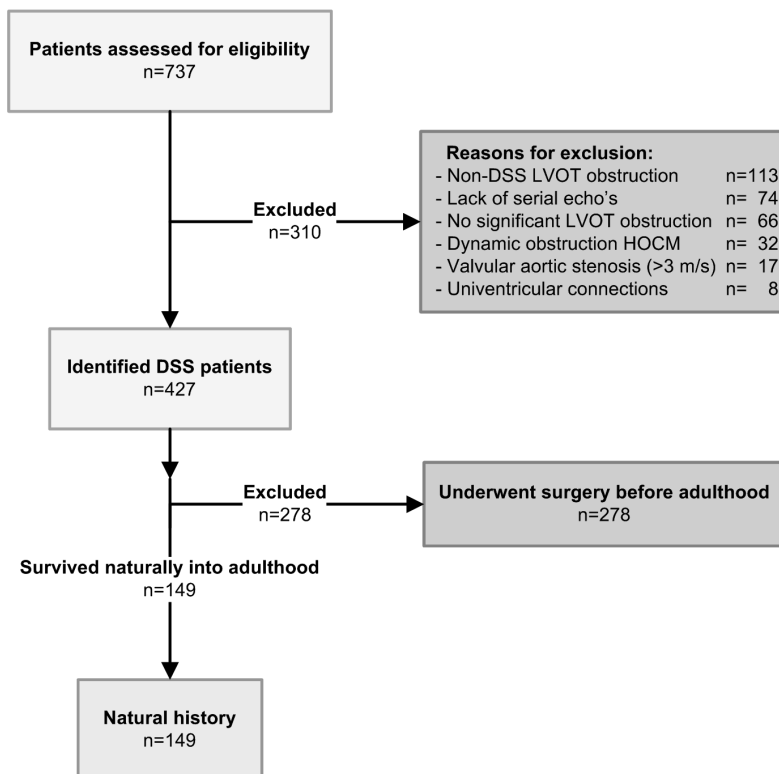 Patients assessed for eligibility
n=737
Reasons for exclusion:
- Non-DSS LVOT obstruction n=113
- Lack of serial echo's n= 74
- No significant LVOT obstruction n= 66
- Dynamic obstruction HOCM n= 32
- Valvular aortic stenosis (>3 m/s) n= 17
- Univentricular connections n= 8
Excluded
n=310
Identified DSS patients
n=427
Excluded
n=278
Underwent surgery before adulthood
n=278
Survived naturally into adulthood
n=149
Natural history
n=149